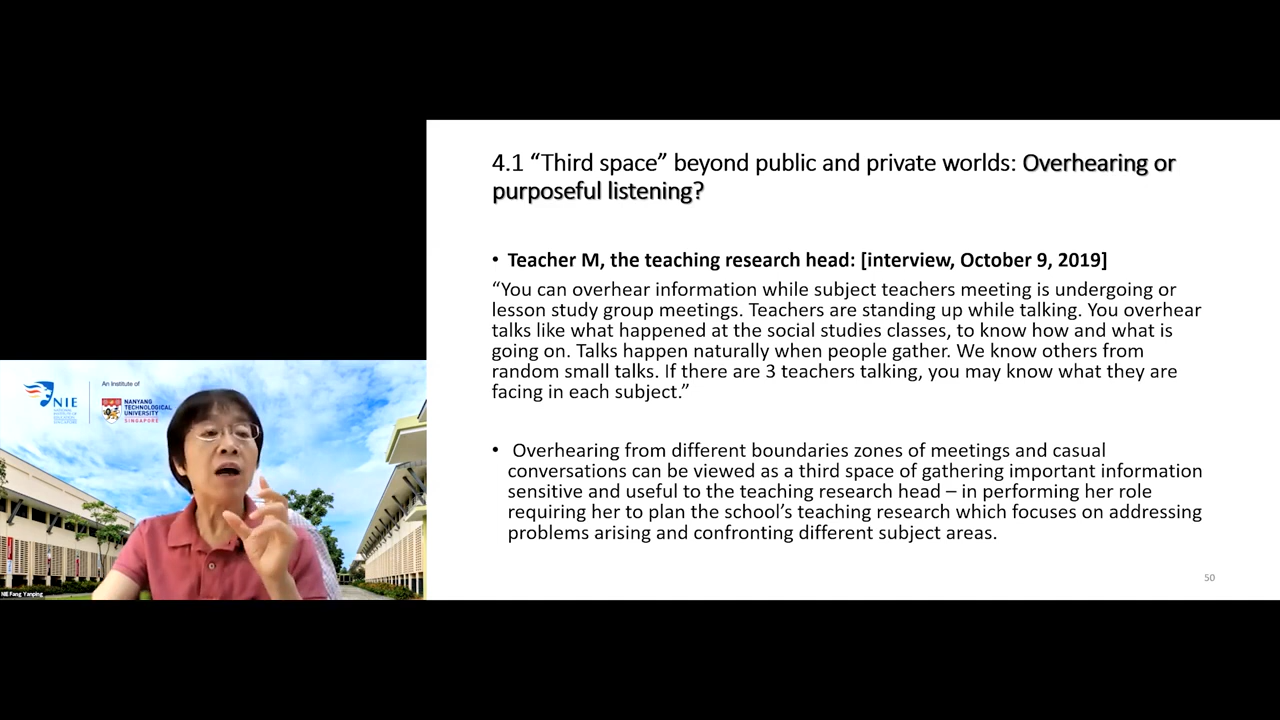 4.1 “Third space” beyond public and private worlds: Overhearing or
purposeful listening?
• Teacher M, the teaching research head: [interview, October 9, 2019]
“You can overhear information while subject teachers meeting is undergoing or
lesson study group meetings. Teachers are standing up while talking. You overhear
talks like what happened at the social studies classes, to know how and what is
going on. Talks happen naturally when people gather. We know others from
random small talks. If there are 3 teachers talking, you may know what they are
facing in each subject.”
• Overhearing from different boundaries zones of meetings and casual
conversations can be viewed as a third space of gathering important information
sensitive and useful to the teaching research head – in performing her role
requiring her to plan the school’s teaching research which focuses on addressing
problems arising and confronting different subject areas.
50
An Institute of
NIE
NANYANG
TECHNOLOGICAL
UNIVERSITY
SINGAPORE
NIE Fang Yanping